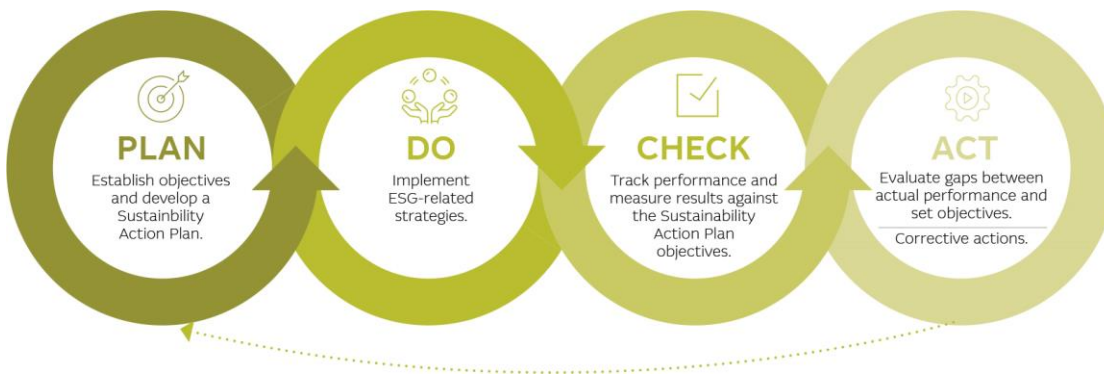 PLAN
Establish objectives
and develop a
Sustainbility
Action Plan.
DO
Implement
ESG-related
strategies.
CHECK
Track performance and
measure results against
the Sustainability
Action Plan
objectives.
ACT
Evaluate gaps between
actual performance and
set objectives.
Corrective actions.